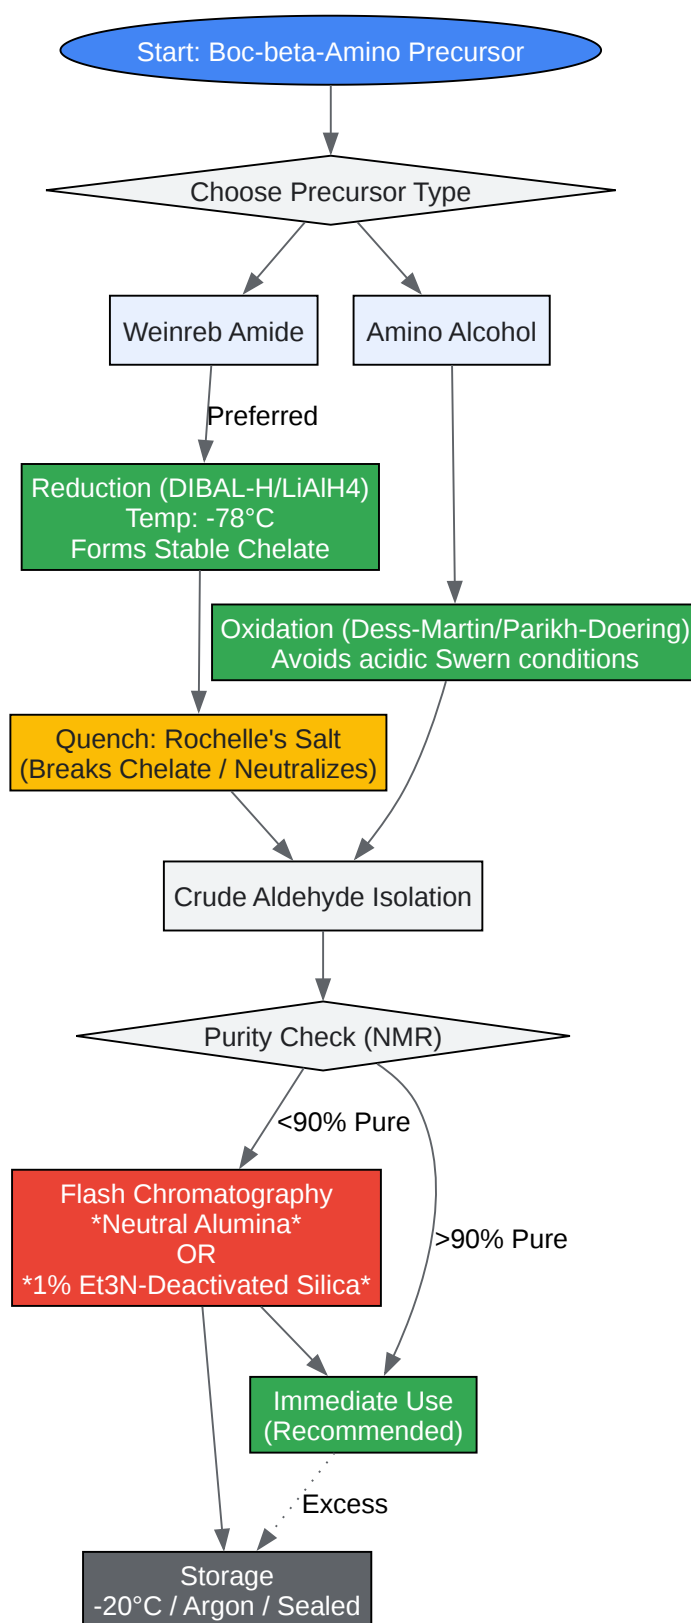 Start: Boc-beta-Amino Precursor
Choose Precursor Type
Weinreb Amide
Amino Alcohol
Preferred
Reduction (DIBAL-H/LiAlH4)
Temp: -78°C
Forms Stable Chelate
Oxidation (Dess-Martin/Parikh-Doering)
Avoids acidic Swern conditions
Quench: Rochelle's Salt
(Breaks Chelate / Neutralizes)
Crude Aldehyde Isolation
Purity Check (NMR)
<90% Pure
Flash Chromatography
*Neutral Alumina*
OR
*1% Et3N-Deactivated Silica*
>90% Pure
Immediate Use
(Recommended)
Excess
Storage
-20°C / Argon / Sealed